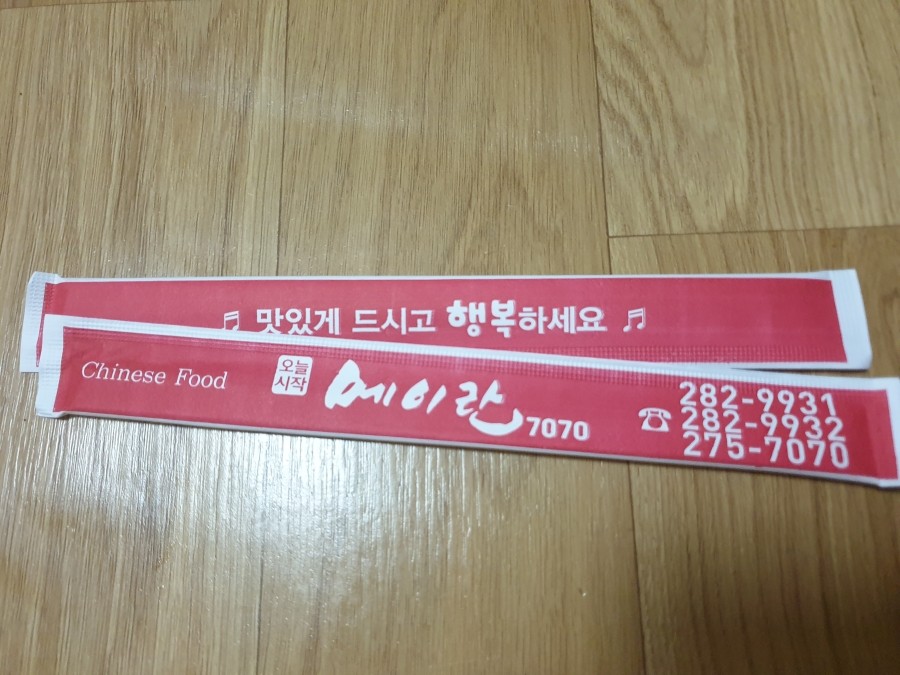 ♬ 맛있게 드시고 행복하세요 ♬
Chinese Food
오늘
시작
메이란 7070
☎ 282-9931
282-9932
275-7070